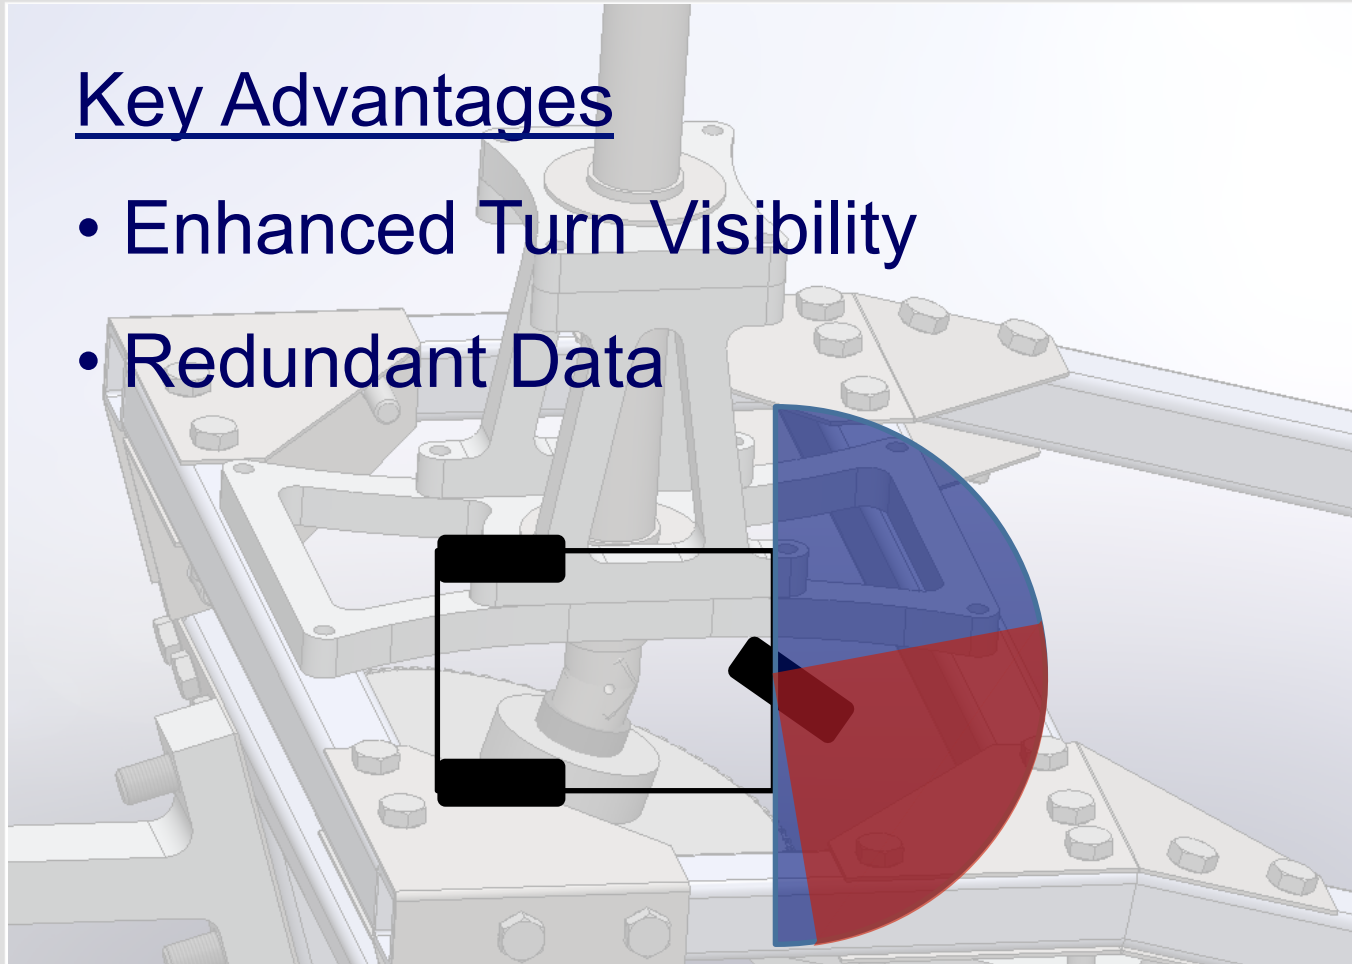 Key Advantages
• Enhanced Turn Visibility
• Redundant Data